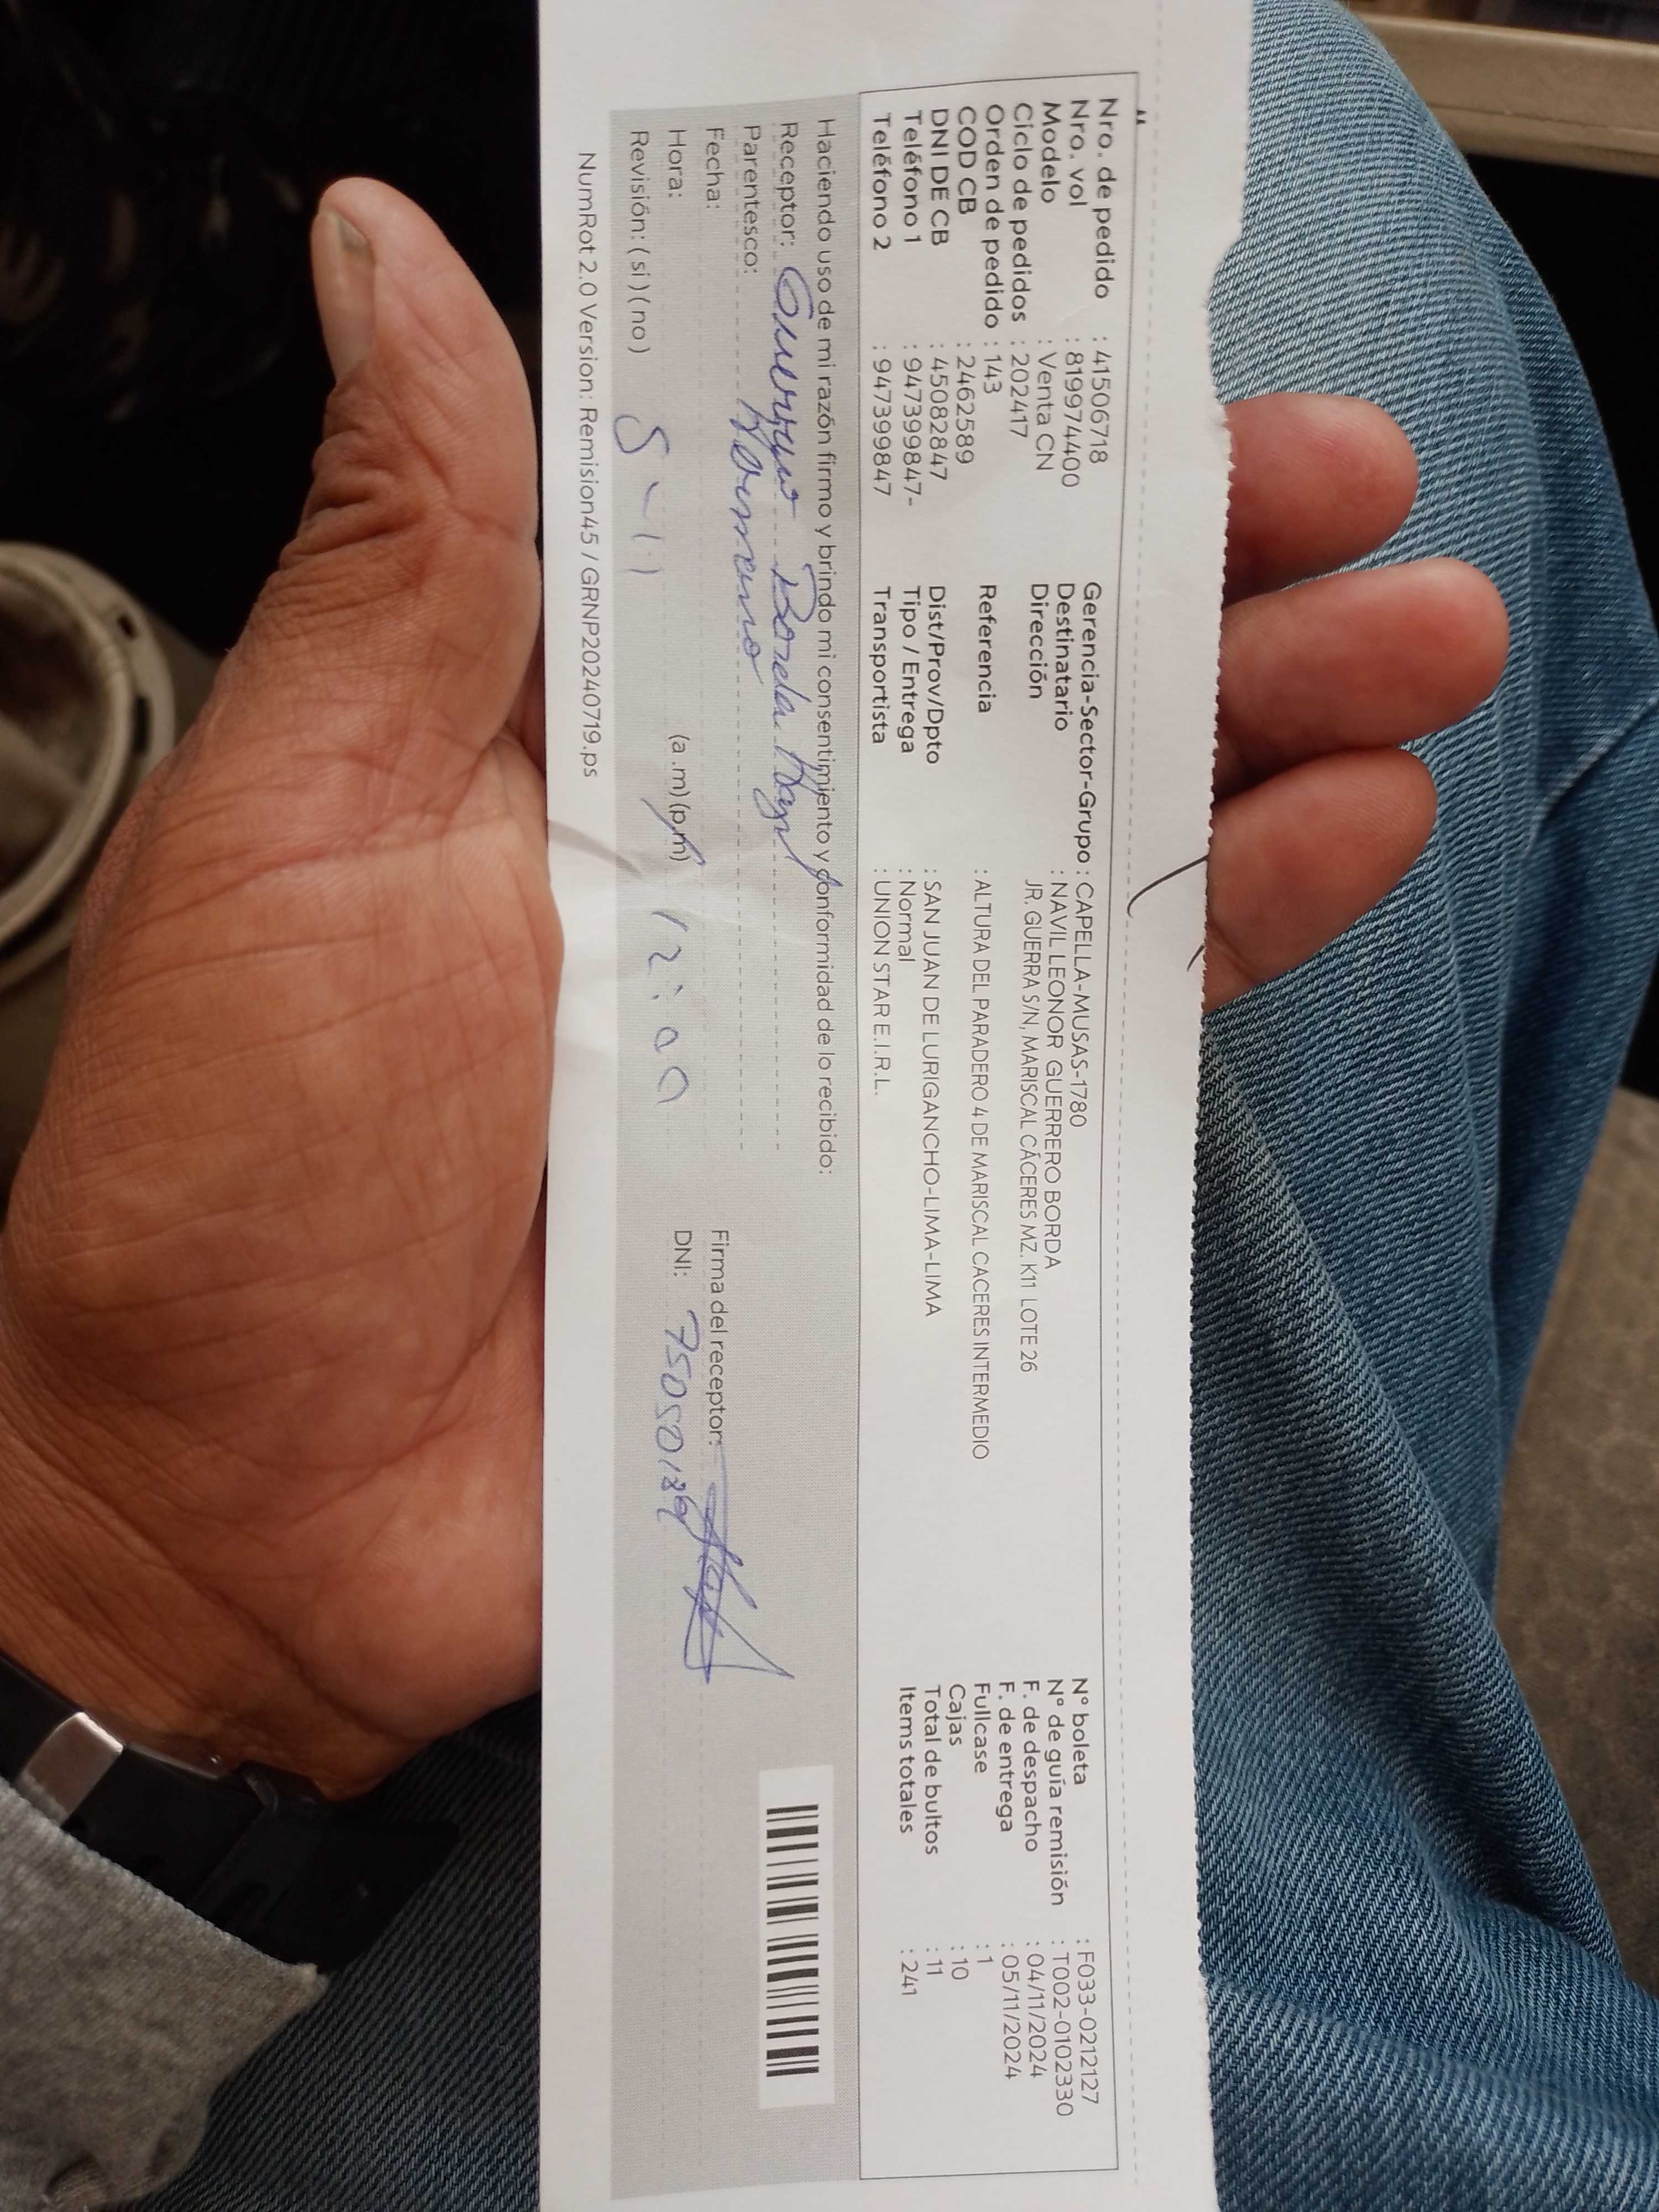 Nro. de pedido : 41506718
Nro. vol : 819974400
Modelo : Venta CN
Ciclo de pedidos : 202417
Orden de pedido : 143
COD CB : 2462589
DNI DE CB : 45082847
Teléfono 1 : 947399847-
Teléfono 2 : 947399847
Gerencia-Sector-Grupo : CAPELLA-MUSAS-1780
Destinatario : NAVIL LEONOR GUERRERO BORDA
Dirección JR. GUERRA S/N, MARISCAL CÁCERES MZ. K11 LOTE 26
Referencia : ALTURA DEL PARADERO 4 DE MARISCAL CACERES INTERMEDIO
Dist/Prov/Dpto : SAN JUAN DE LURIGANCHO-LIMA-LIMA
Tipo / Entrega : Normal
Transportista : UNION STAR E.I.R.L.
N° boleta : F033-0212127
N° de guía remisión : T002-0102330
F. de despacho : 04/11/2024
F. de entrega : 05/11/2024
Fullcase : 1
Cajas : 10
Total de bultos : 11
Items totales : 241
Haciendo uso de mi razón firmo y brindo mi consentimiento y conformidad de lo recibido:
Receptor: Guerrero Borda
Parentesco: Hermano
Fecha:
Hora: (a.m)(p.m) 12:00
Revisión: (si)(no) 5-11
Firma del receptor:
DNI: 75050189
NumRot 2.0 Version: Remision45 / GRNP20240719.ps